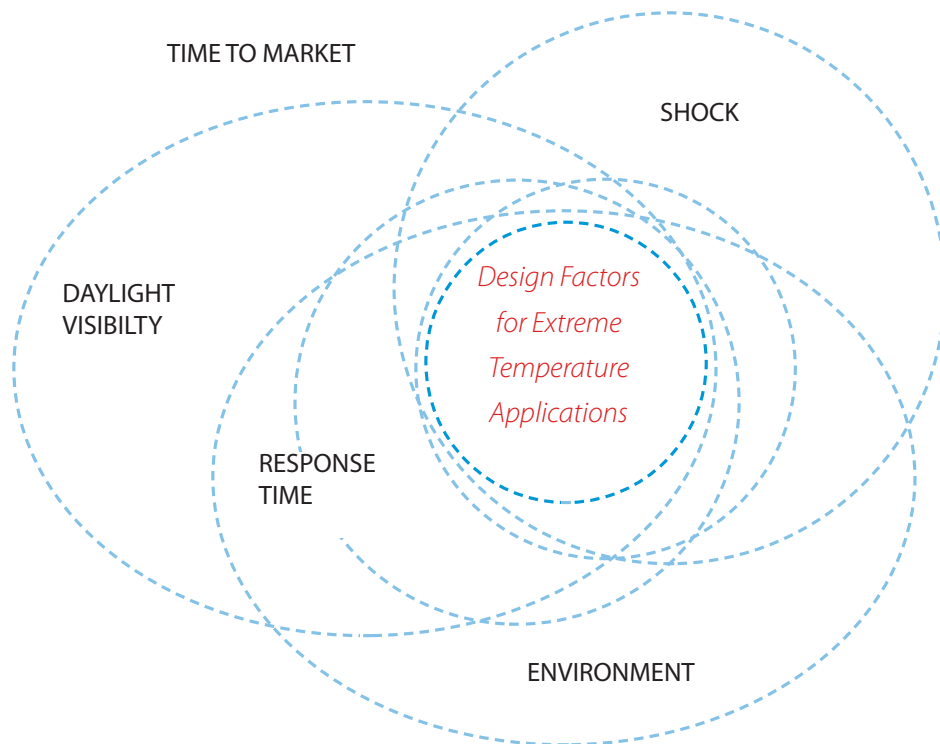 TIME TO MARKET
SHOCK
DAYLIGHT
VISIBILTY
Design Factors
for Extreme
Temperature
Applications
RESPONSE
TIME
ENVIRONMENT